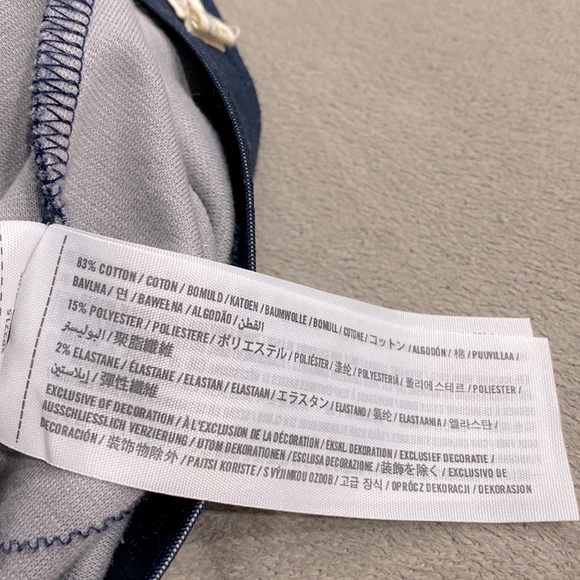 83% COTTON / COTON / BOMULD / KATOEN / BAUMWOLLE / BOMULL / COTONE / コットン / ALGODÓN / 棉 / PUUVILLAA /
BAVLNA / 면 / BAWEŁNA / ALGODÃO / القطن
15% POLYESTER / POLIESTERE / ポリエステル / POLIÉSTER / 涤纶 / POLYESTERIÄ / 폴리에스테르 / POLIESTER /
البوليستر / 聚脂纖維
2% ELASTANE / ÉLASTHANNE / ELASTAN / ELASTAAN / エラスタン / ELASTANO / 氨纶 / ELASTAANIA / 엘라스탄 /
إيلاستين / 彈性纖維
EXCLUSIVE OF DECORATION / À L'EXCLUSION DE LA DÉCORATION / EKSKL. DEKORATION / EXCLUSIEF DECORATIE /
AUSSCHLIESSLICH VERZIERUNG / UTOM DEKORATIONEN / ESCLUSA DECORAZIONE / 装飾を除く / EXCLUSIVO DE
DECORACIÓN / 装饰物除外 / PAITSI KORISTE / S VÝJIMKOU OZDOB / 고급 장식 / OPRÓCZ DEKORACJI / DEKORASION